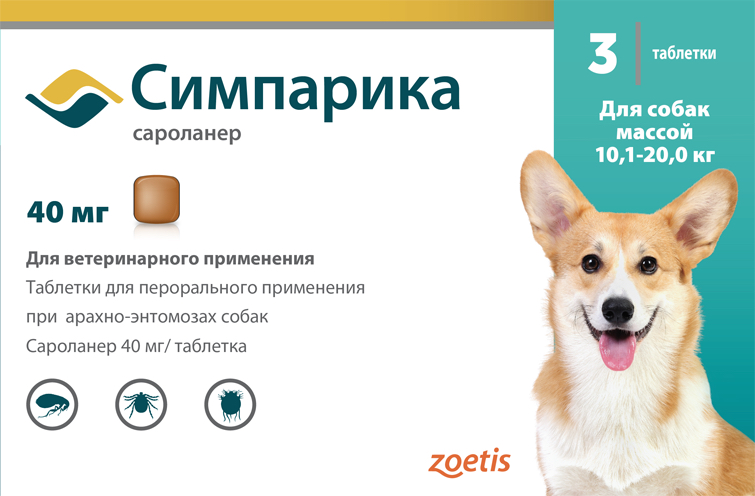 Симпарика
сароланер
3 таблетки
Для собак
массой
10,1-20,0 кг
40 мг
Для ветеринарного применения
Таблетки для перорального применения
при арахно-энтомозах собак
Сароланер 40 мг/ таблетка
zoetis